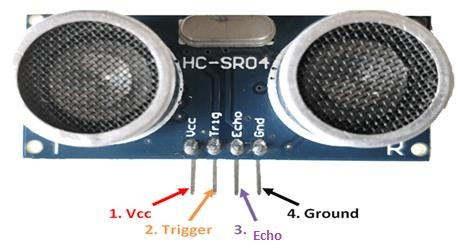 HC-SR04
Vcc Trig Echo Gnd
T R
1. Vcc
2. Trigger
3. Echo
4. Ground